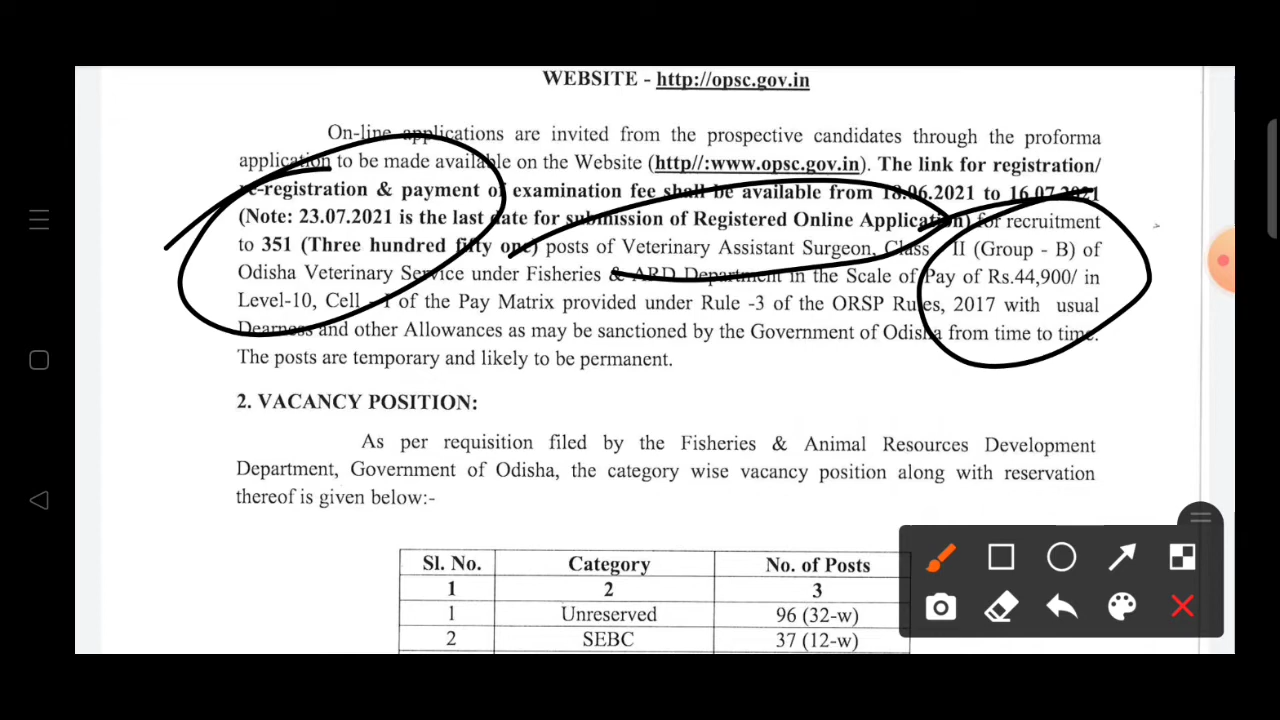 WEBSITE - http://opsc.gov.in
On-line applications are invited from the prospective candidates through the proforma
application to be made available on the Website (http//:www.opsc.gov.in). The link for registration/
re-registration & payment of examination fee shall be available from 18.06.2021 to 16.07.2021
(Note: 23.07.2021 is the last date for submission of Registered Online Application) for recruitment
to 351 (Three hundred fifty one) posts of Veterinary Assistant Surgeon, Class - II (Group - B) of
Odisha Veterinary Service under Fisheries & ARD Department in the Scale of Pay of Rs.44,900/ in
Level-10, Cell - I of the Pay Matrix provided under Rule -3 of the ORSP Rules, 2017 with usual
Dearness and other Allowances as may be sanctioned by the Government of Odisha from time to time.
The posts are temporary and likely to be permanent.
2. VACANCY POSITION:
As per requisition filed by the Fisheries & Animal Resources Development
Department, Government of Odisha, the category wise vacancy position along with reservation
thereof is given below:-
Sl. No. Category No. of Posts
1 2 3
1 Unreserved 96 (32-w)
2 SEBC 37 (12-w)